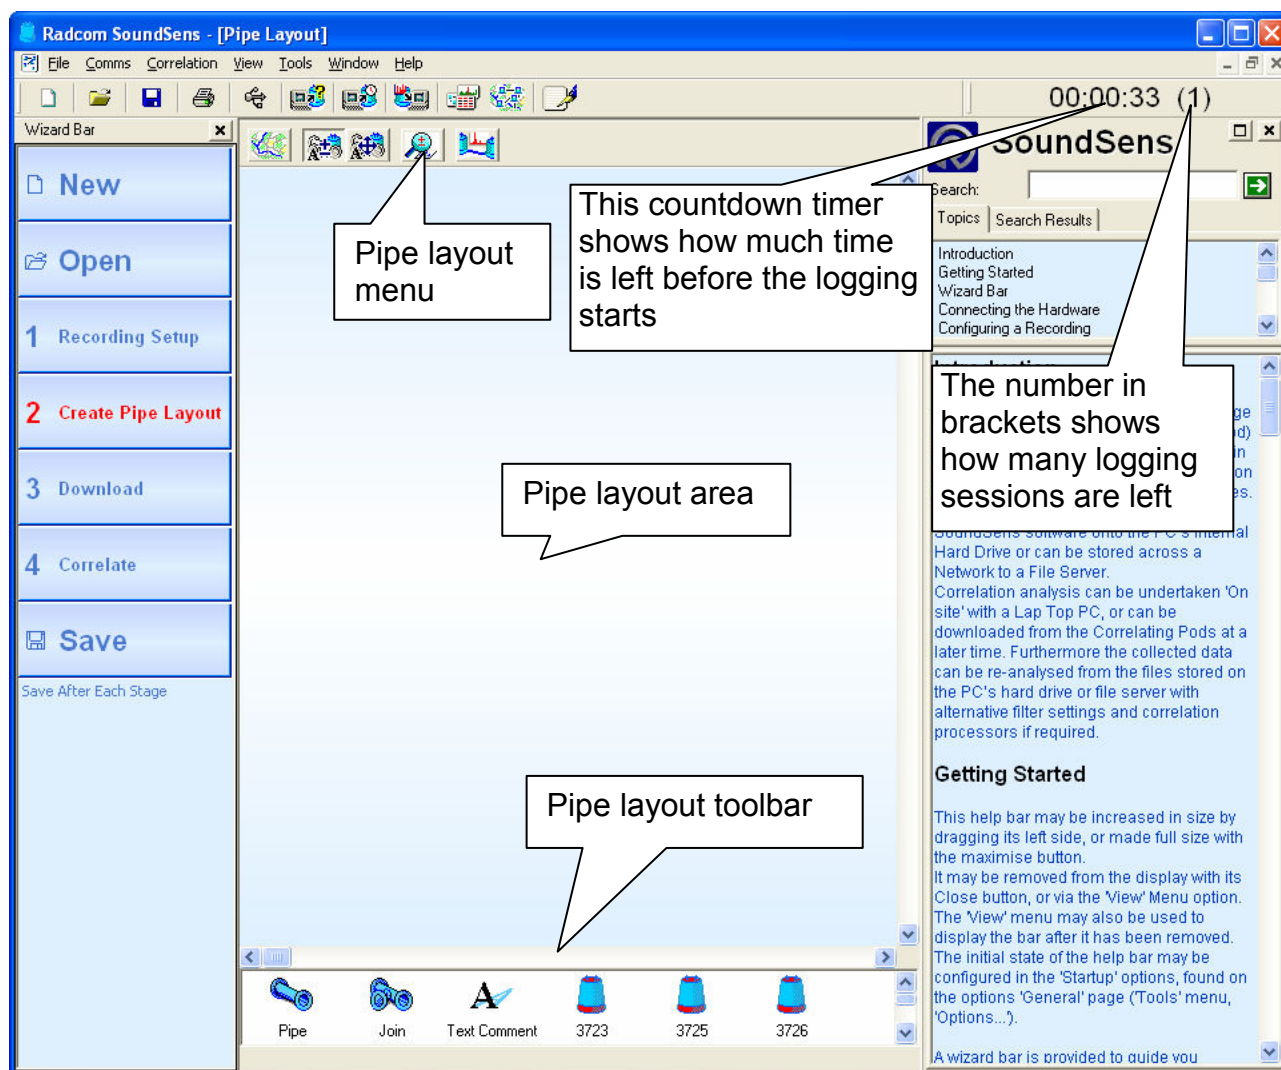 Radcom SoundSens - [Pipe Layout]
File Comms Correlation View Tools Window Help
00:00:33 (1)
Wizard Bar
New
Open
1 Recording Setup
2 Create Pipe Layout
3 Download
4 Correlate
Save
Save After Each Stage
Pipe layout
menu
This countdown timer
shows how much time
is left before the logging
starts
Pipe layout area
Pipe layout toolbar
Pipe
Join
Text Comment
3723
3725
3726
SoundSens
Search:
Topics Search Results
Introduction
Getting Started
Wizard Bar
Connecting the Hardware
Configuring a Recording
The number in
brackets shows
how many logging
sessions are left
SoundSens software onto the PC's internal
Hard Drive or can be stored across a
Network to a File Server.
Correlation analysis can be undertaken 'On
site' with a Lap Top PC, or can be
downloaded from the Correlating Pods at a
later time. Furthermore the collected data
can be re-analysed from the files stored on
the PC's hard drive or file server with
alternative filter settings and correlation
processors if required.
Getting Started
This help bar may be increased in size by
dragging its left side, or made full size with
the maximise button.
It may be removed from the display with its
Close button, or via the 'View' Menu option.
The 'View' menu may also be used to
display the bar after it has been removed.
The initial state of the help bar may be
configured in the 'Startup' options, found on
the options 'General' page ('Tools' menu,
'Options...').
A wizard bar is provided to guide you